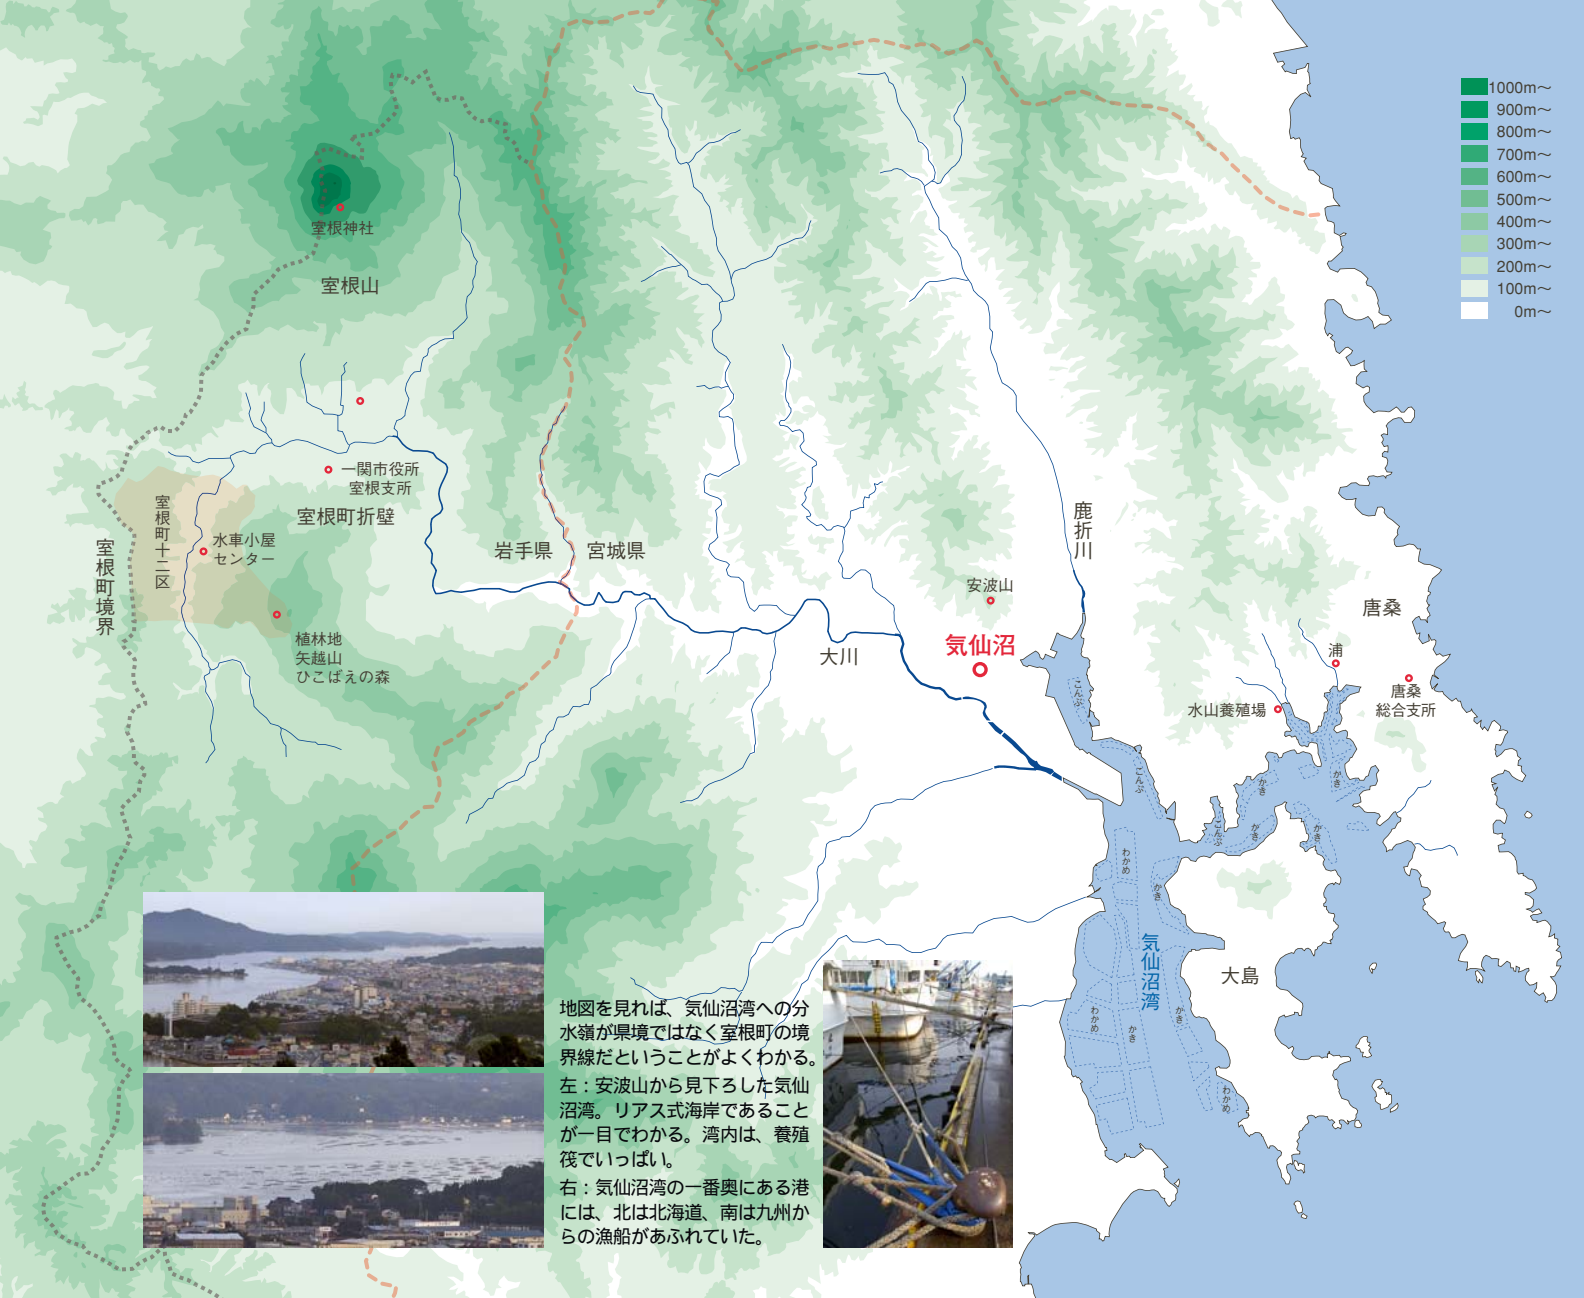 1000m～
900m～
800m～
700m～
600m～
500m～
400m～
300m～
200m～
100m～
0m～
室根神社
室根山
一関市役所
室根支所
室根町折壁
室根町十二区
水車小屋
センター
室根町境界
植林地
矢越山
ひこばえの森
岩手県
宮城県
大川
安波山
気仙沼
鹿折川
唐桑
浦
唐桑
総合支所
水山養殖場
こんぶ
こんぶ
こんぶ
かき
かき
かき
かき
わかめ
かき
気仙沼湾
大島
わかめ
かき
かき
わかめ
地図を見れば、気仙沼湾への分
水嶺が県境ではなく室根町の境
界線だということがよくわかる。
左：安波山から見下ろした気仙
沼湾。リアス式海岸であること
が一目でわかる。湾内は、養殖
筏でいっぱい。
右：気仙沼湾の一番奥にある港
には、北は北海道、南は九州か
らの漁船があふれていた。